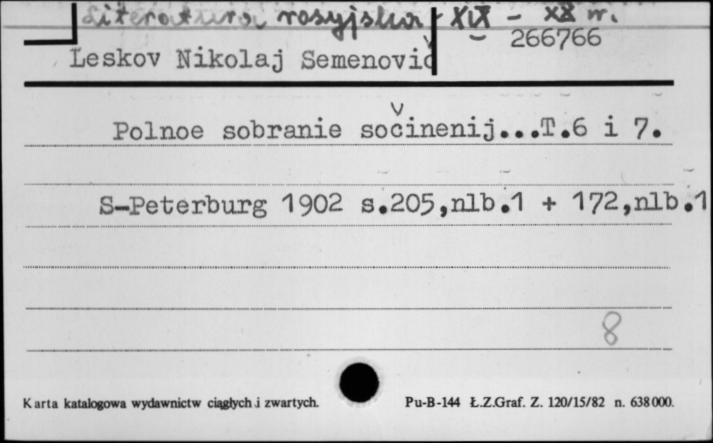 Literatura rosyjska - XIX - XX w.
266766
Leskov Nikolaj Semenovič
Polnoe sobranie sočinenij...T.6 i 7.
S-Peterburg 1902 s.205,nlb.1 + 172,nlb.1
8
Karta katalogowa wydawnictw ciągłych i zwartych.
Pu-B-144 Ł.Z.Graf. Z. 120/15/82 n. 638000.